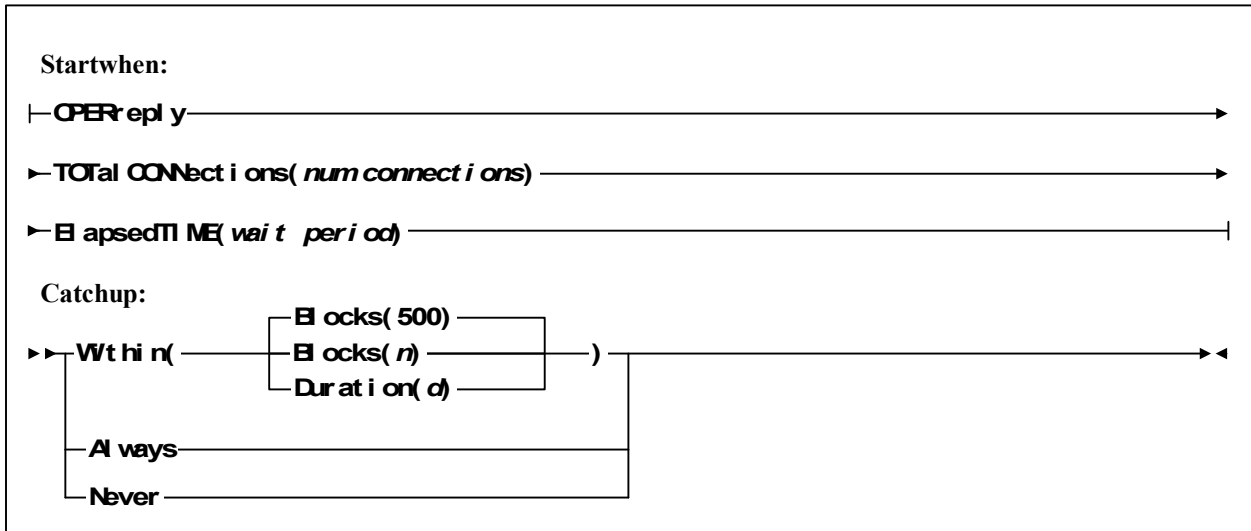 Startwhen:
OPERreply
TOTalCONNections(num connections)
ElapsedTIME(wait period)
Catchup:
Blocks(500)
Within( Blocks(n) )
Duration(d)
Always
Never